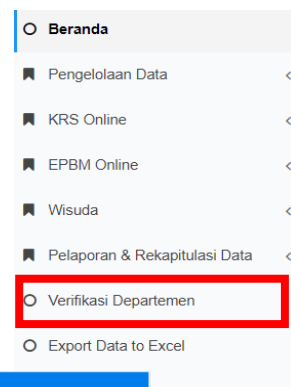 Beranda
Pengelolaan Data
KRS Online
EPBM Online
Wisuda
Pelaporan & Rekapitulasi Data
Verifikasi Departemen
Export Data to Excel